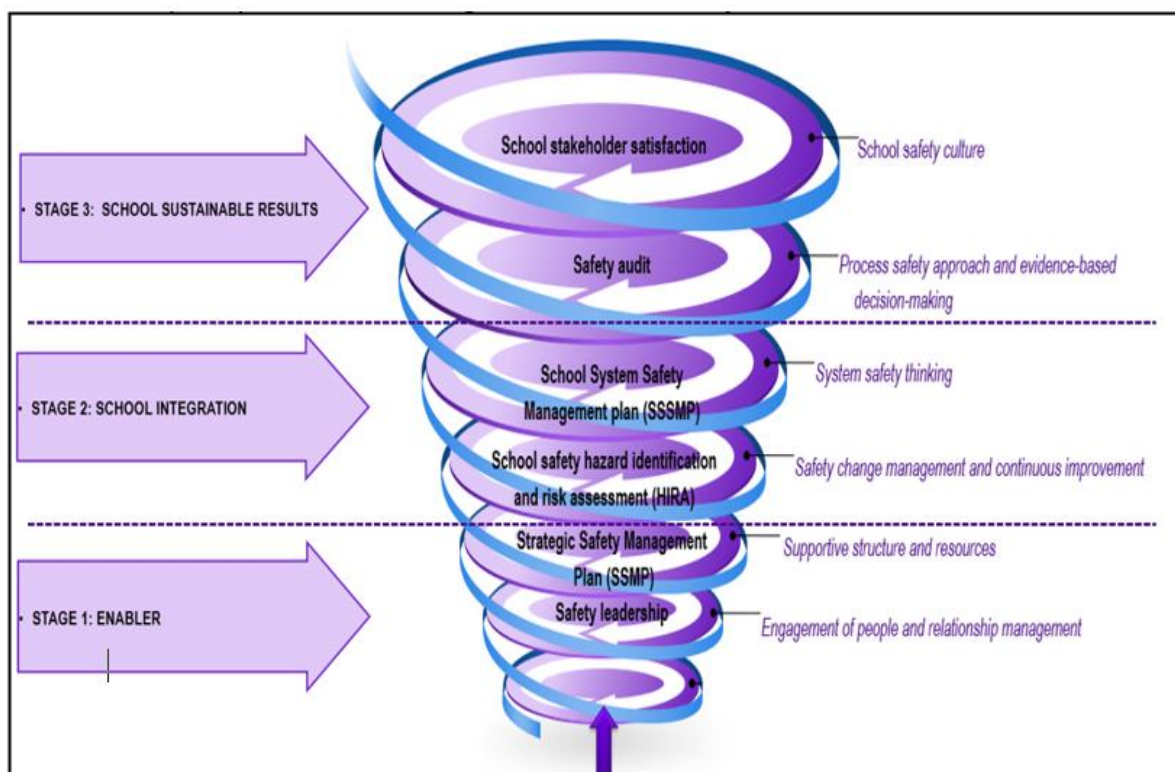 School stakeholder satisfaction
School safety culture
• STAGE 3: SCHOOL SUSTAINABLE RESULTS
Safety audit
Process safety approach and evidence-based
decision-making
School System Safety
Management plan (SSSMP)
System safety thinking
• STAGE 2: SCHOOL INTEGRATION
School safety hazard identification
and risk assessment (HIRA)
Safety change management and continuous improvement
Strategic Safety Management
Plan (SSMP)
Supportive structure and resources
• STAGE 1: ENABLER
Safety leadership
Engagement of people and relationship management